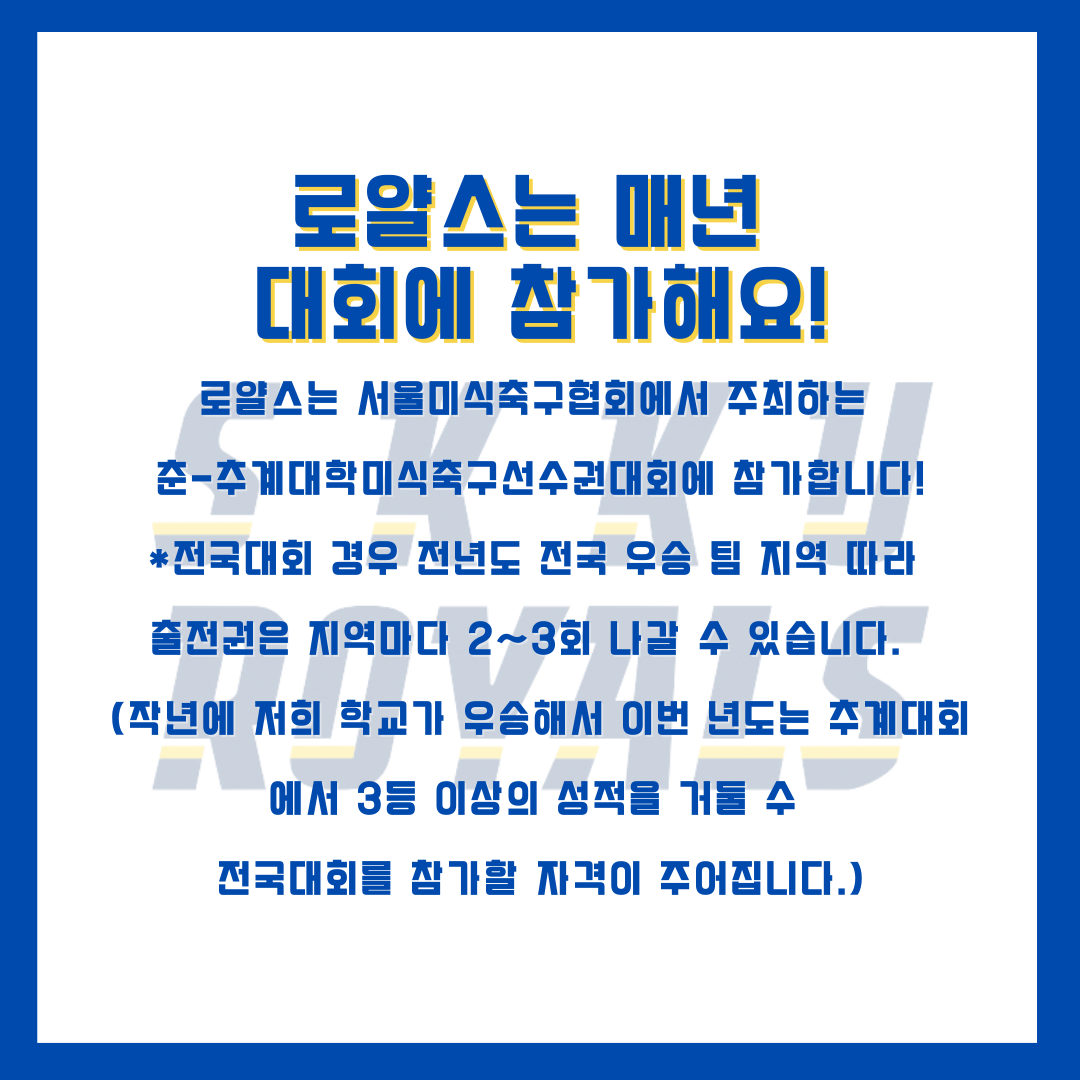 로얄스는 매년
대회에 참가해요!
로얄스는 서울미식축구협회에서 주최하는
춘-추계대학미식축구선수권대회에 참가합니다!
*전국대회 경우 전년도 전국 우승 팀 지역 따라
출전권은 지역마다 2~3회 나갈 수 있습니다.
(작년에 저희 학교가 우승해서 이번 년도는 추계대회
에서 3등 이상의 성적을 거둘 수
전국대회를 참가할 자격이 주어집니다.)
SKKU
ROYALS